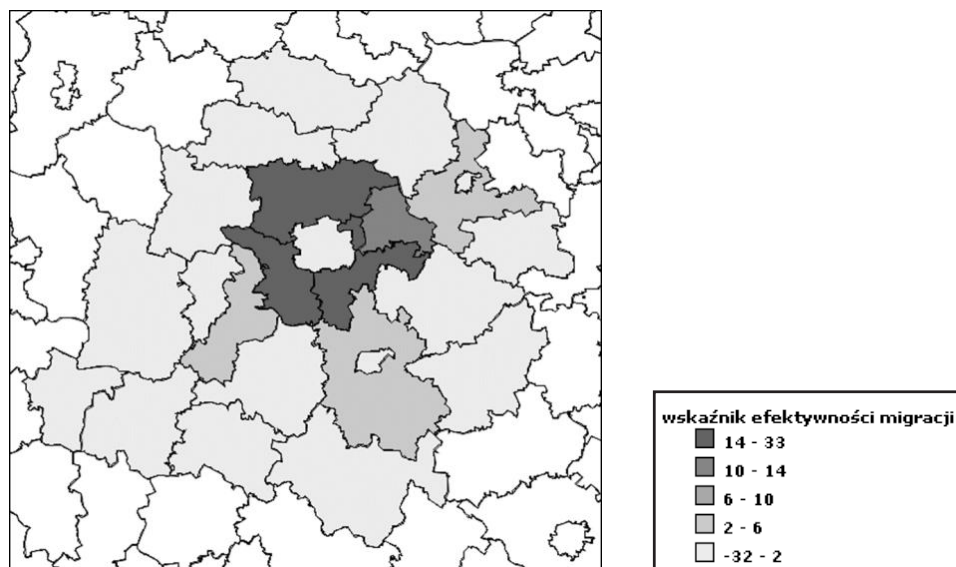 wskaźnik efektywności migracji
14 - 33
10 - 14
6 - 10
2 - 6
-32 - 2